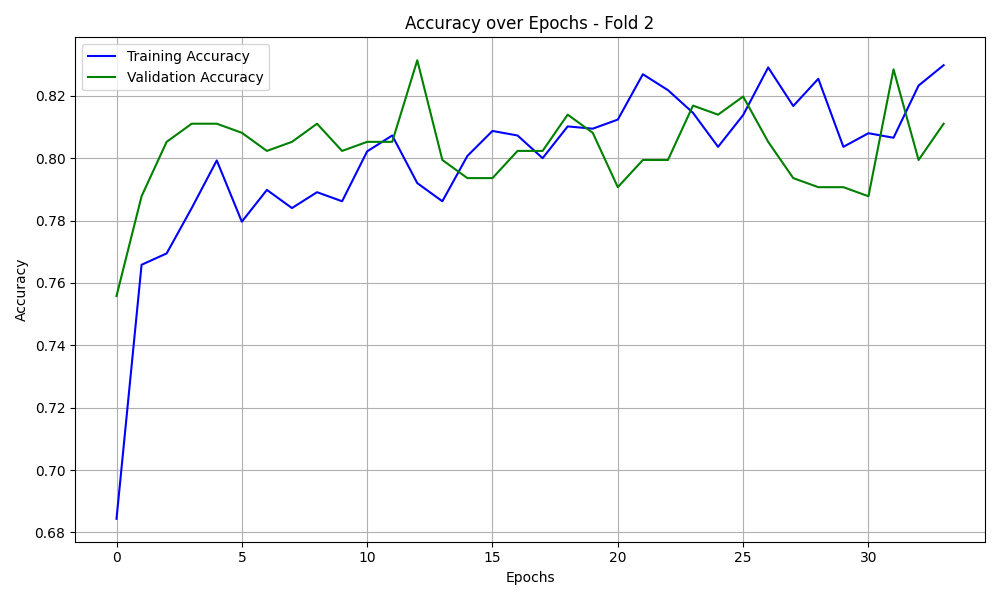 Accuracy over Epochs - Fold 2
Training Accuracy
Validation Accuracy
Accuracy
0.82
0.80
0.78
0.76
0.74
0.72
0.70
0.68
0 5 10 15 20 25 30
Epochs